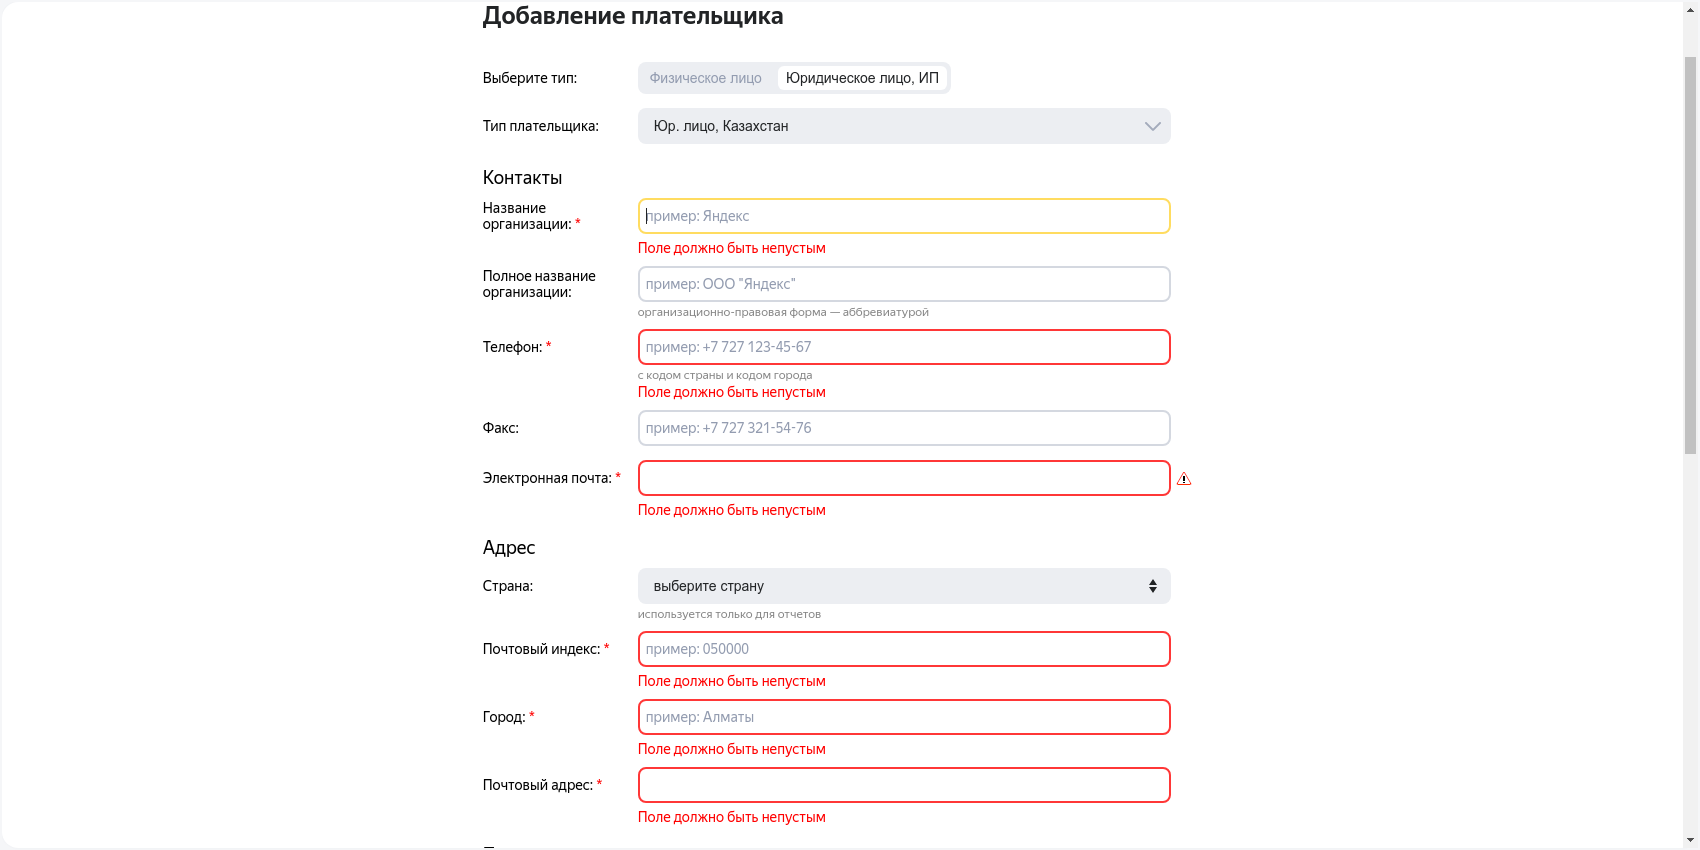 Добавление плательщика
Выберите тип:
Физическое лицо
Юридическое лицо, ИП
Тип плательщика:
Юр. лицо, Казахстан
Контакты
Название
организации: *
пример: Яндекс
Поле должно быть непустым
Полное название
организации:
пример: ООО "Яндекс"
организационно-правовая форма — аббревиатурой
Телефон: *
пример: +7 727 123-45-67
с кодом страны и кодом города
Поле должно быть непустым
Факс:
пример: +7 727 321-54-76
Электронная почта: *
Поле должно быть непустым
Адрес
Страна:
выберите страну
используется только для отчетов
Почтовый индекс: *
пример: 050000
Поле должно быть непустым
Город: *
пример: Алматы
Поле должно быть непустым
Почтовый адрес: *
Поле должно быть непустым